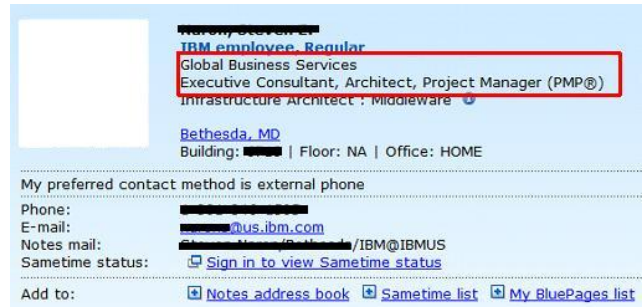 IBM employee, Regular
Global Business Services
Executive Consultant, Architect, Project Manager (PMP®)
Infrastructure Architect : Middleware
Bethesda, MD
Building: | Floor: NA | Office: HOME
My preferred contact method is external phone
Phone:
E-mail: @us.ibm.com
Notes mail: /IBM@IBMUS
Sametime status: Sign in to view Sametime status
Add to: Notes address book Sametime list My BluePages list